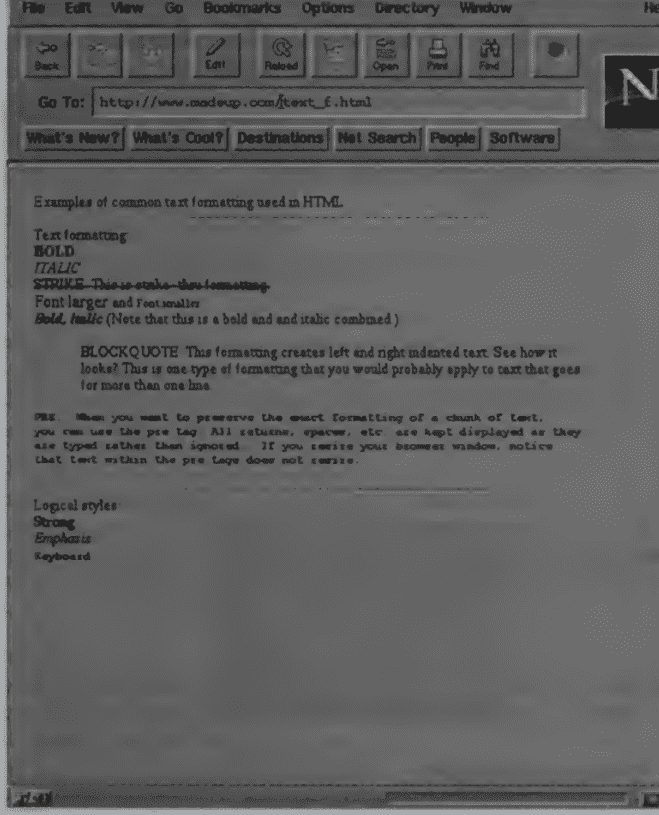 File Edit View Go Bookmarks Options Directory Window He
Back Edit Reload Open Print Find
N
Go To: http://www.madeup.com/text_f.html
What's New? What's Cool? Destinations Net Search People Software
Examples of common text formatting used in HTML
Text formatting
BOLD
ITALIC
STRIKE This is strike-thru formatting.
Font larger and Font smaller
Bold, Italic (Note that this is a bold and and italic combined.)
BLOCKQUOTE This formatting creates left and right indented text. See how it
looks? This is one type of formatting that you would probably apply to text that goes
for more than one line
PRE. When you want to preserve the exact formatting of a chunk of text,
you can use the pre tag. All returns, spaces, etc. are kept displayed as they
are typed rather than ignored. If you resize your browser window, notice
that text within the pre tags does not resize.
Logical styles
Strong
Emphasis
Keyboard